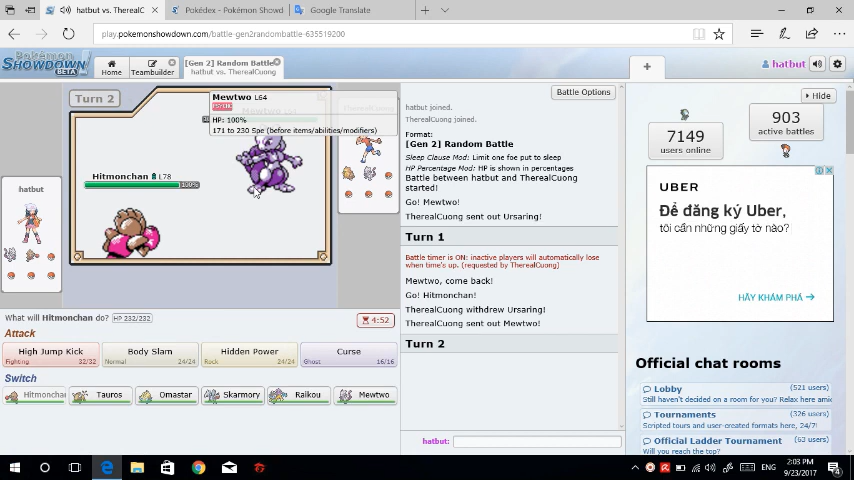 hatbut vs. TherealC
Pokédex - Pokémon Showd
Google Translate
play.pokemonshowdown.com/battle-gen2randombattle-635519200
Pokémon
SHOWDOWN
BETA
Home
Teambuilder
[Gen 2] Random Battle
hatbut vs. TherealCuong
hatbut
Turn 2
Mewtwo L64
PSYCHIC
HP: 100%
171 to 230 Spe (before items/abilities/modifiers)
Hitmonchan L78
100%
hatbut
What will Hitmonchan do? HP 232/232
4:52
Attack
High Jump Kick
Fighting 32/32
Body Slam
Normal 24/24
Hidden Power
Rock 24/24
Curse
Ghost 16/16
Switch
Hitmonchan
Tauros
Omastar
Skarmory
Raikou
Mewtwo
Battle Options
hatbut joined.
TherealCuong joined.
Format:
[Gen 2] Random Battle
Sleep Clause Mod: Limit one foe put to sleep
HP Percentage Mod: HP is shown in percentages
Battle between hatbut and TherealCuong
started!
Go! Mewtwo!
TherealCuong sent out Ursaring!
Turn 1
Battle timer is ON: inactive players will automatically lose
when time's up. (requested by TherealCuong)
Mewtwo, come back!
Go! Hitmonchan!
TherealCuong withdrew Ursaring!
TherealCuong sent out Mewtwo!
Turn 2
hatbut:
Hide
7149
users online
903
active battles
UBER
Để đăng ký Uber,
tôi cần những giấy tờ nào?
HÃY KHÁM PHÁ
Official chat rooms
Lobby
(521 users)
Still haven't decided on a room for you? Relax here ami
Tournaments
(326 users)
Scripted tours and user-created formats here, 24/7!
Official Ladder Tournament
(63 users)
Will you reach the top?
ENG
2:03 PM
9/23/2017
4